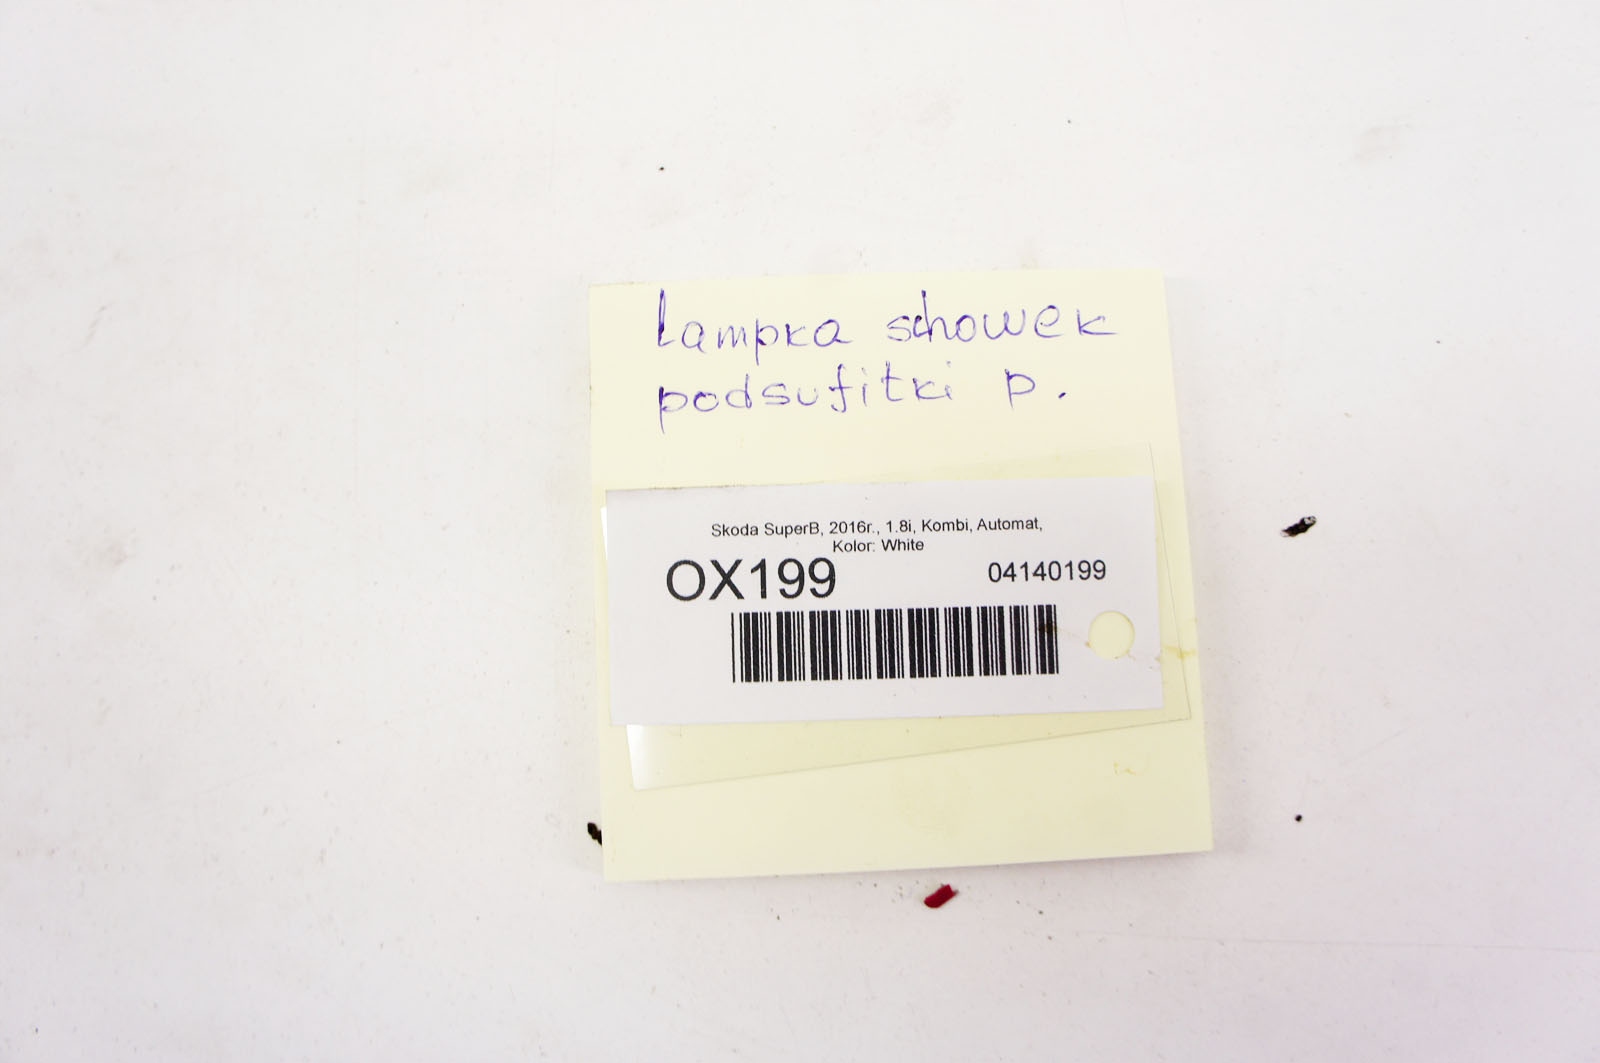 Lampka schowek
podsufitki p.
Skoda SuperB, 2016r., 1.8i, Kombi, Automat,
Kolor: White
OX199 04140199